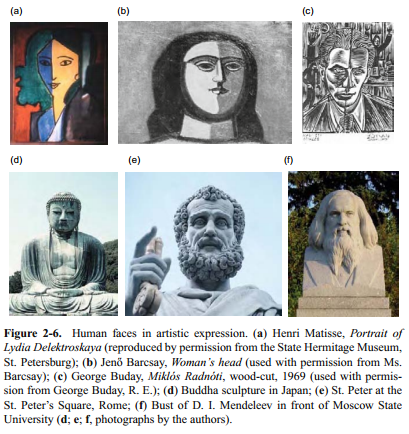 (a)
(b)
(c)
(d)
(e)
(f)
Figure 2-6. Human faces in artistic expression. (a) Henri Matisse, Portrait of
Lydia Delektroskaya (reproduced by permission from the State Hermitage Museum,
St. Petersburg); (b) Jenő Barcsay, Woman's head (used with permission from Ms.
Barcsay); (c) George Buday, Miklós Radnóti, wood-cut, 1969 (used with permis-
sion from George Buday, R. E.); (d) Buddha sculpture in Japan; (e) St. Peter at the
St. Peter's Square, Rome; (f) Bust of D. I. Mendeleev in front of Moscow State
University (d; e; f, photographs by the authors).